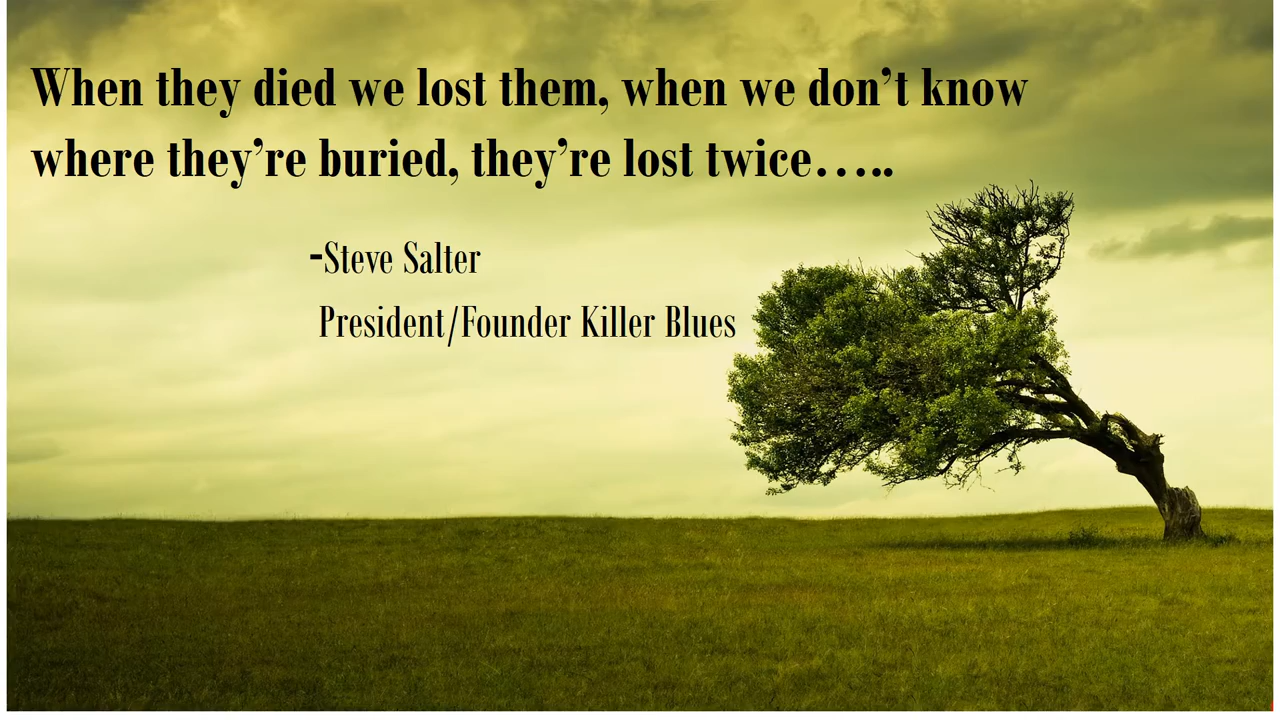 When they died we lost them, when we don’t know
where they’re buried, they’re lost twice…..
-Steve Salter
President/Founder Killer Blues